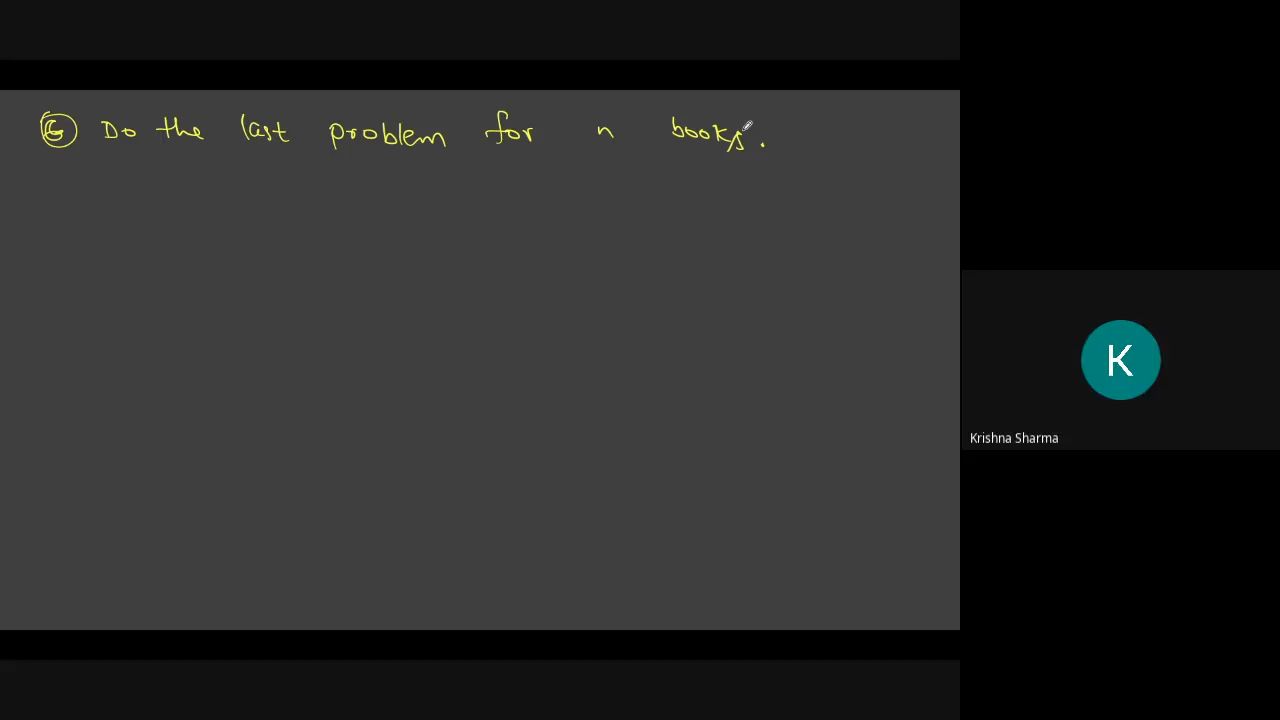 ⑥ Do the last problem for n books.
K
Krishna Sharma